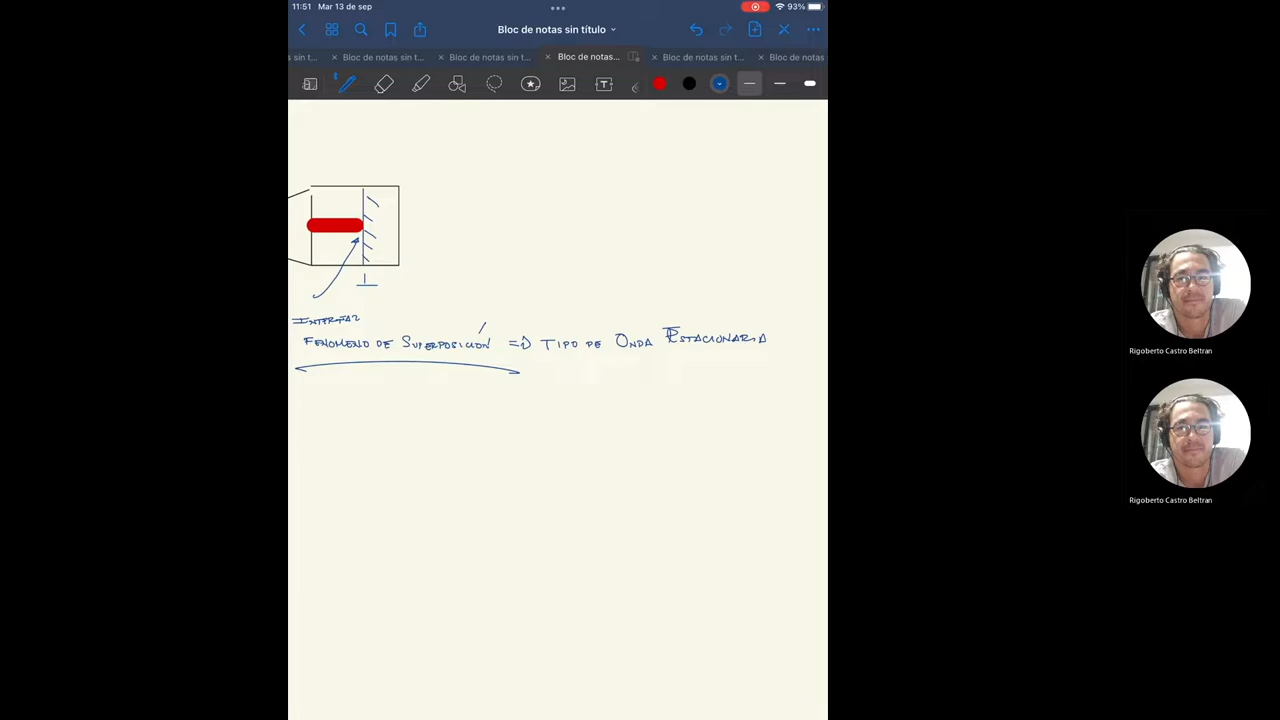 11:51 Mar 13 de sep
93%
Bloc de notas sin título
s sin t...
Bloc de notas sin t...
Bloc de notas sin t...
Bloc de notas...
Bloc de notas sin t...
Bloc de notas
INTERFAZ
FENOMENO DE SUPERPOSICIÓN => TIPO DE ONDA ESTACIONARIA
Rigoberto Castro Beltran
Rigoberto Castro Beltran